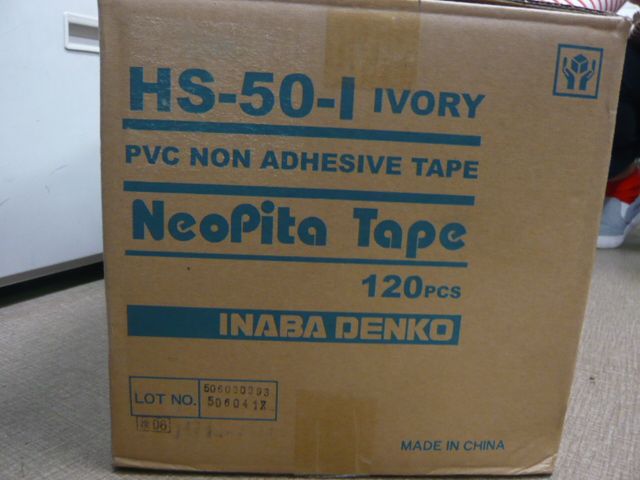 HS-50-I IVORY
PVC NON ADHESIVE TAPE
NeoPita Tape
120PCS
INABA DENKO
LOT NO.
MADE IN CHINA